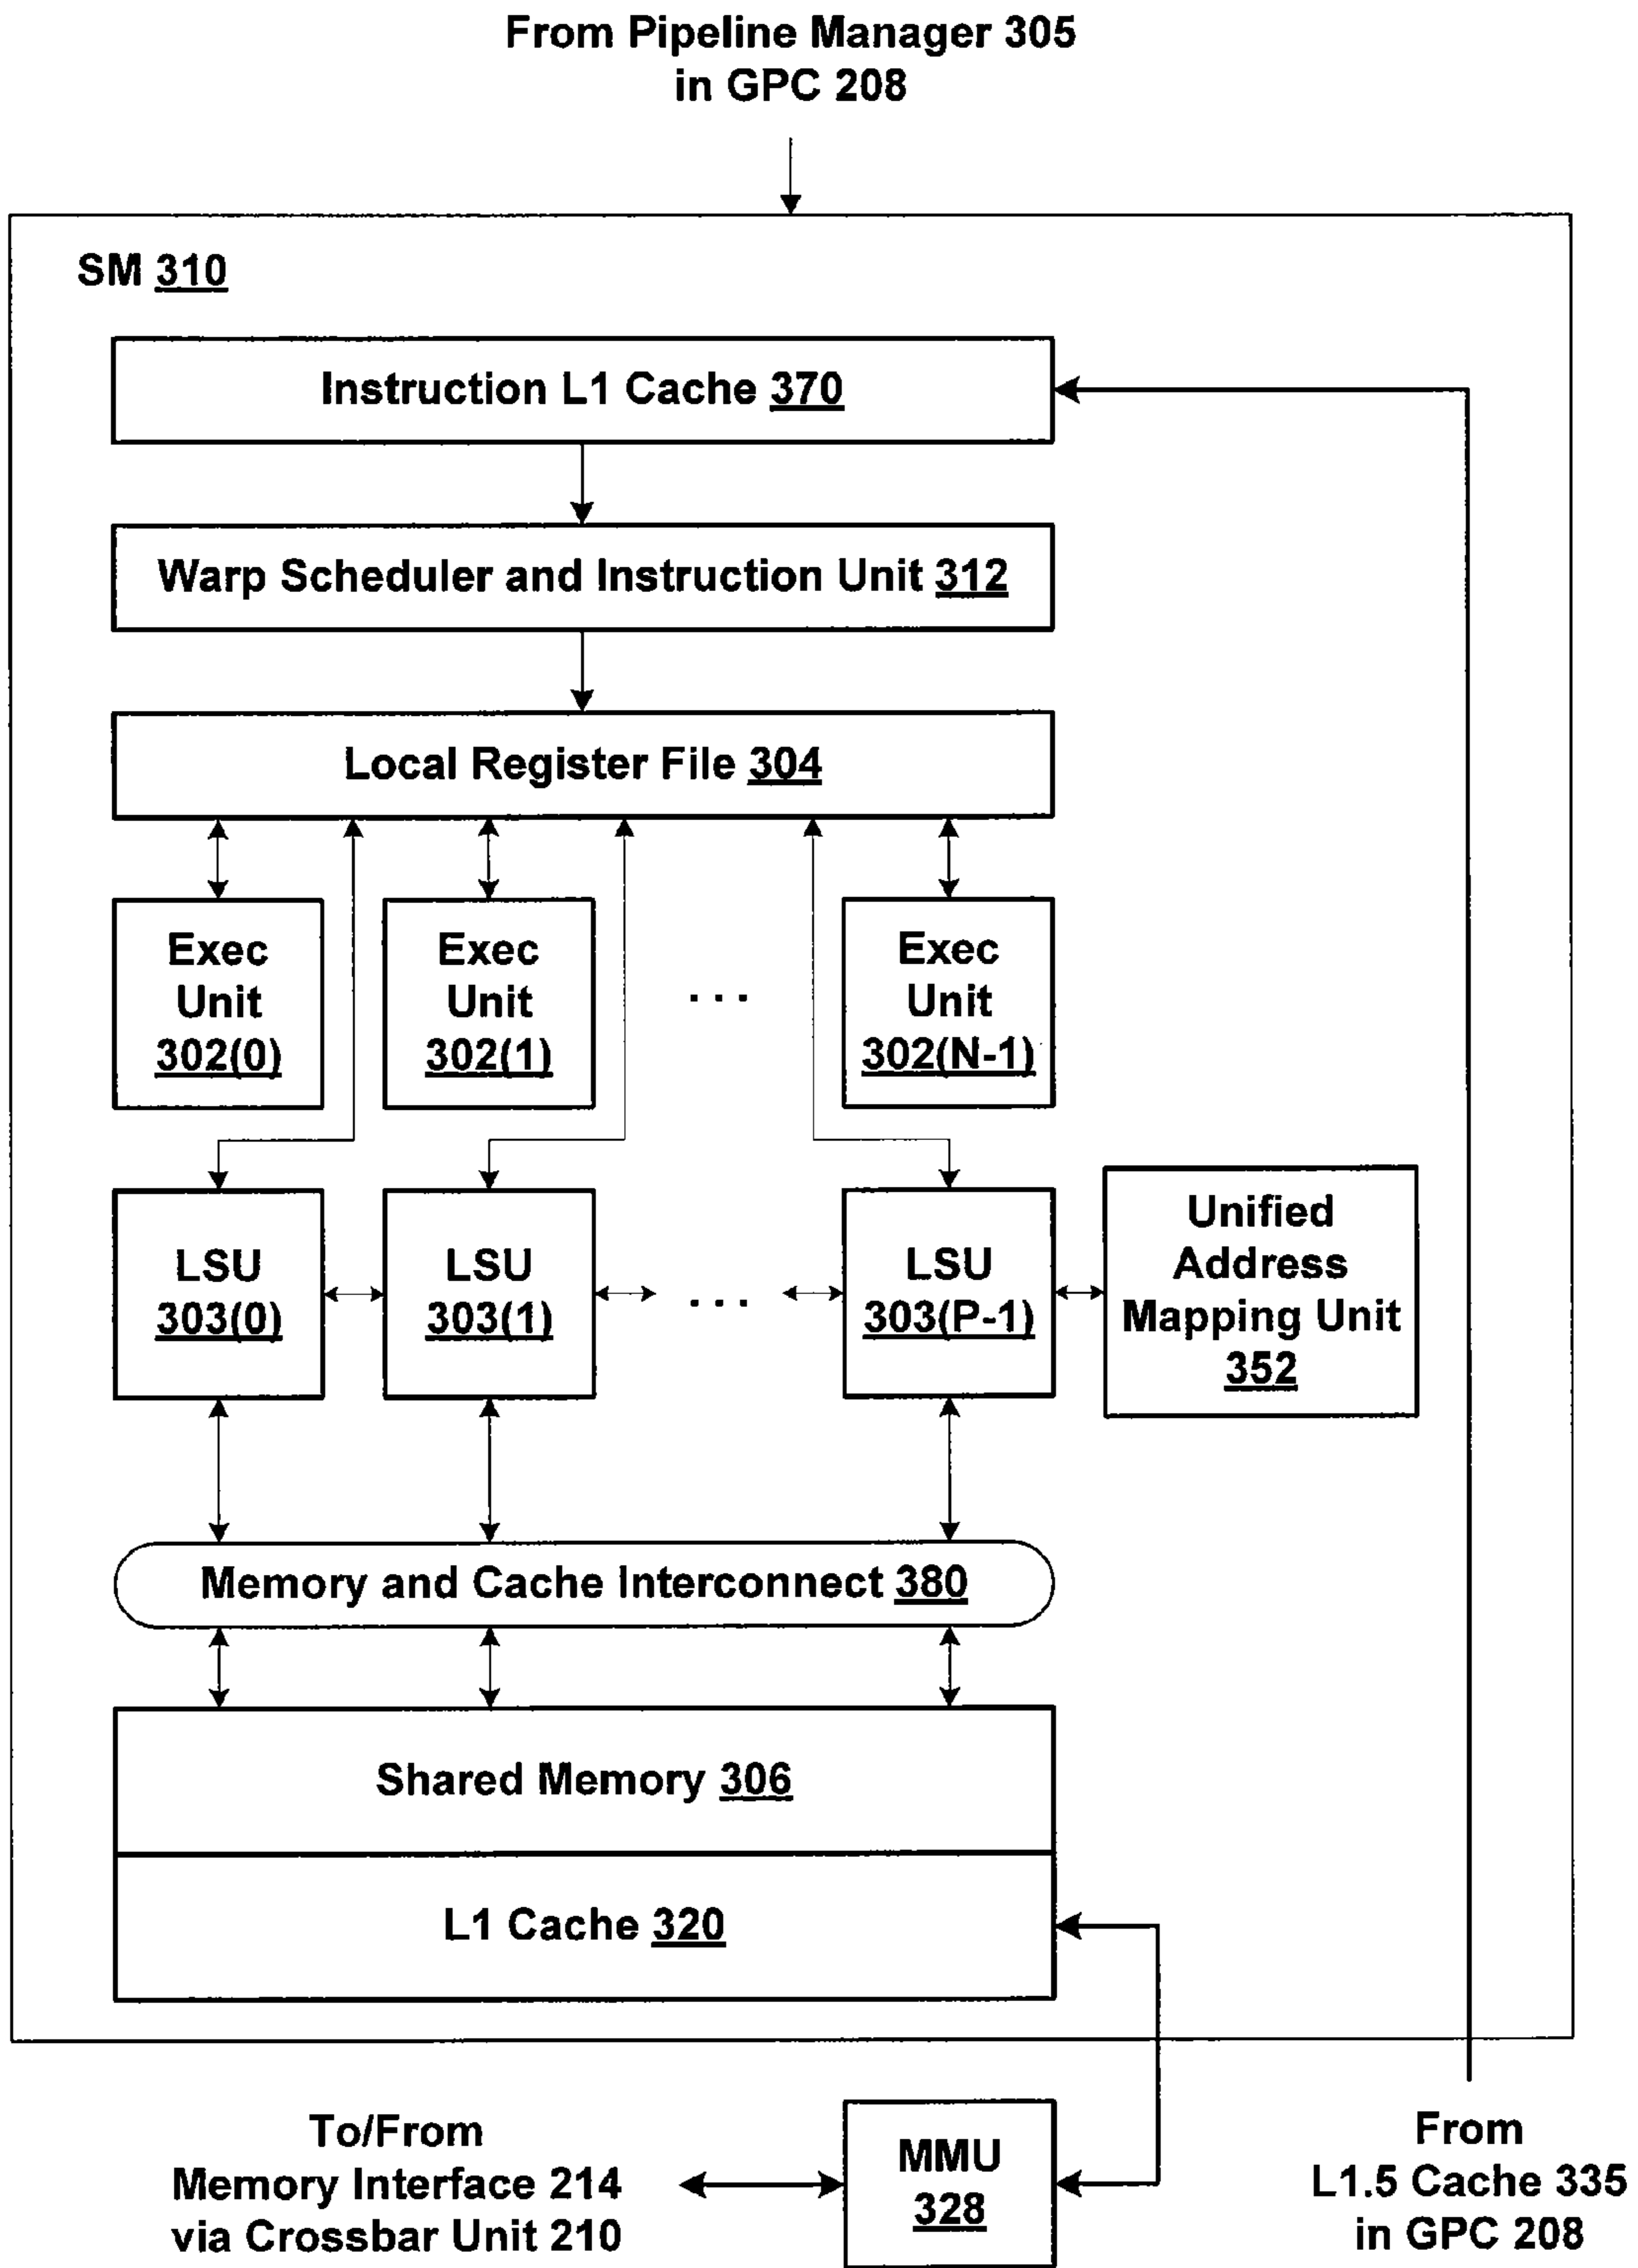 From Pipeline Manager 305
in GPC 208
SM 310
Instruction L1 Cache 370
Warp Scheduler and Instruction Unit 312
Local Register File 304
Exec
Unit
302(0)
Exec
Unit
302(1)
. . .
Exec
Unit
302(N-1)
LSU
303(0)
LSU
303(1)
. . .
LSU
303(P-1)
Unified
Address
Mapping Unit
352
Memory and Cache Interconnect 380
Shared Memory 306
L1 Cache 320
To/From
Memory Interface 214
via Crossbar Unit 210
MMU
328
From
L1.5 Cache 335
in GPC 208